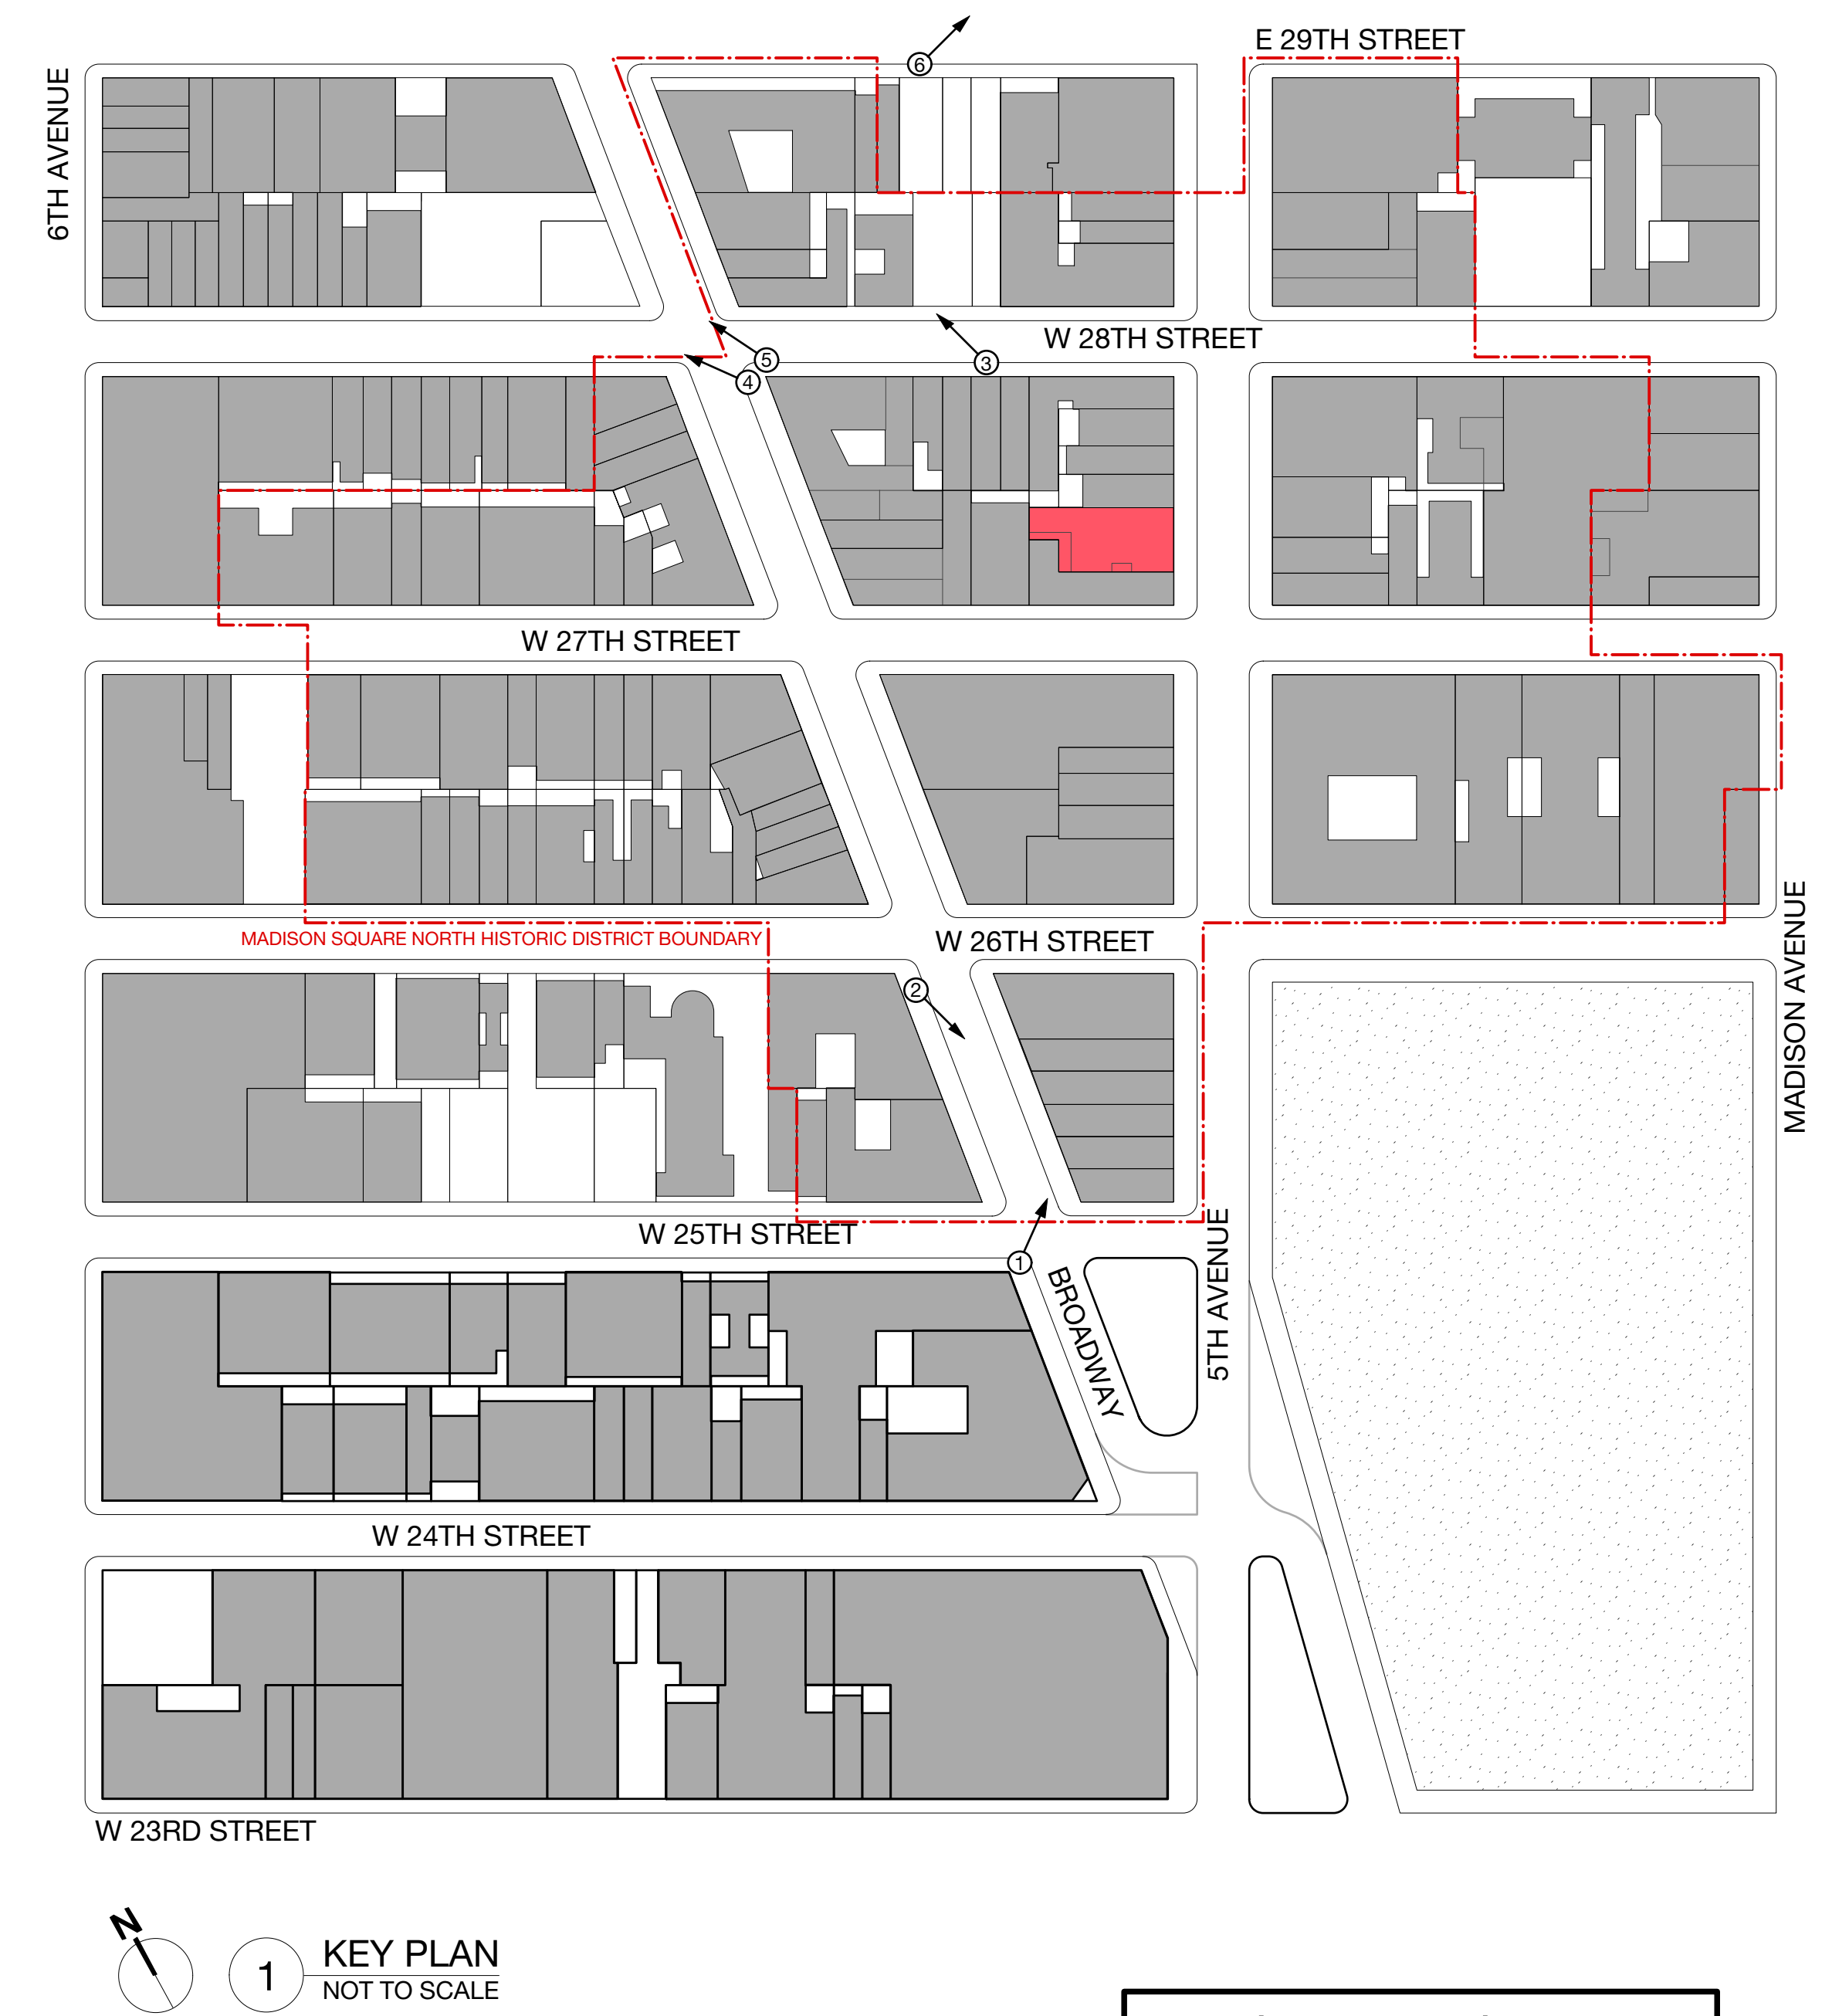 E 29TH STREET
6TH AVENUE
6
W 28TH STREET
5
3
4
W 27TH STREET
MADISON SQUARE NORTH HISTORIC DISTRICT BOUNDARY
W 26TH STREET
MADISON AVENUE
2
W 25TH STREET
5TH AVENUE
1
BROADWAY
W 24TH STREET
W 23RD STREET
N
1
KEY PLAN
NOT TO SCALE